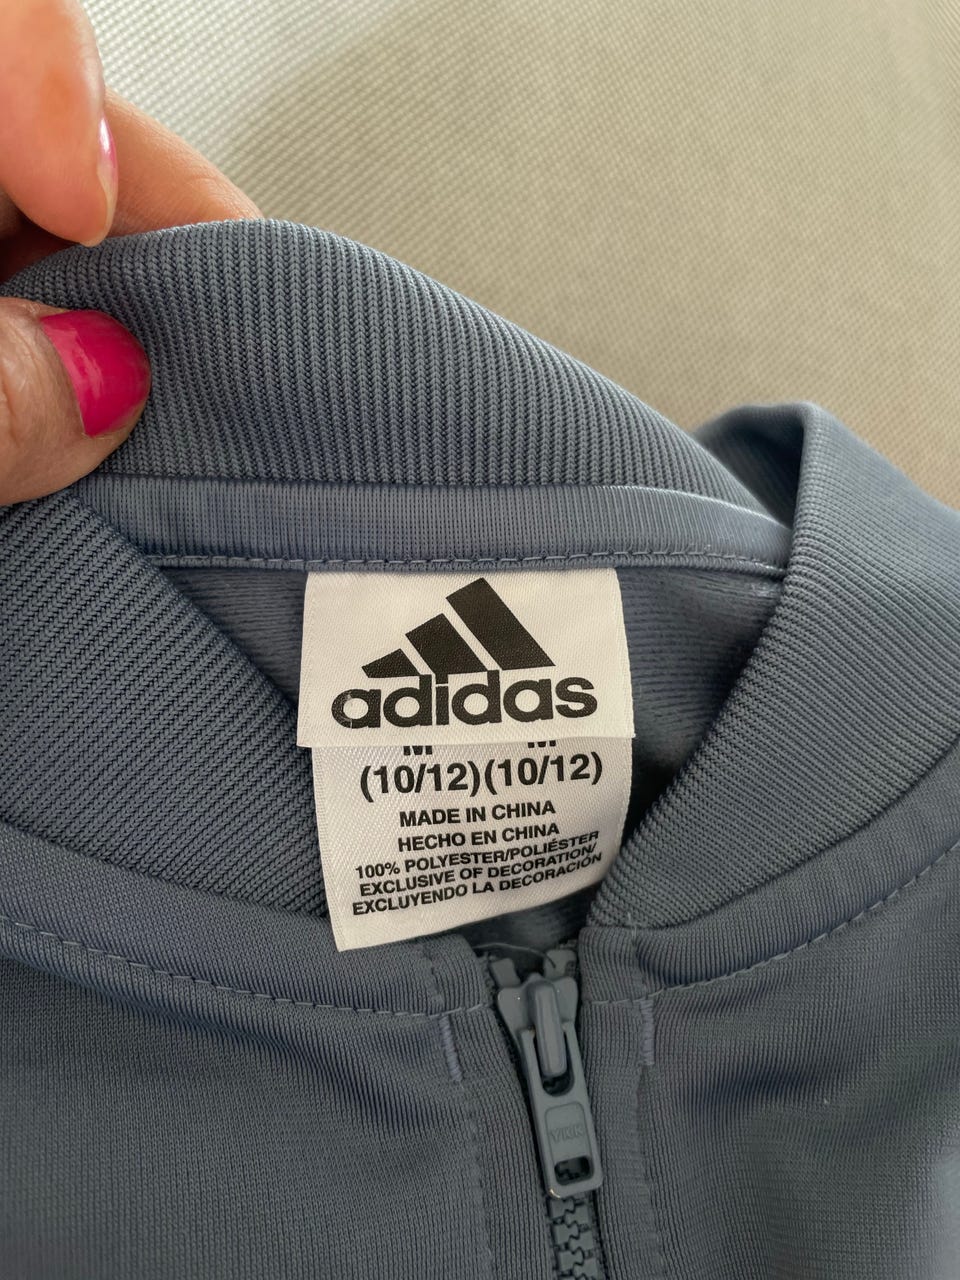 adidas
M M
(10/12) (10/12)
MADE IN CHINA
HECHO EN CHINA
100% POLYESTER/POLIÉSTER
EXCLUSIVE OF DECORATION/
EXCLUYENDO LA DECORACIÓN
YKK